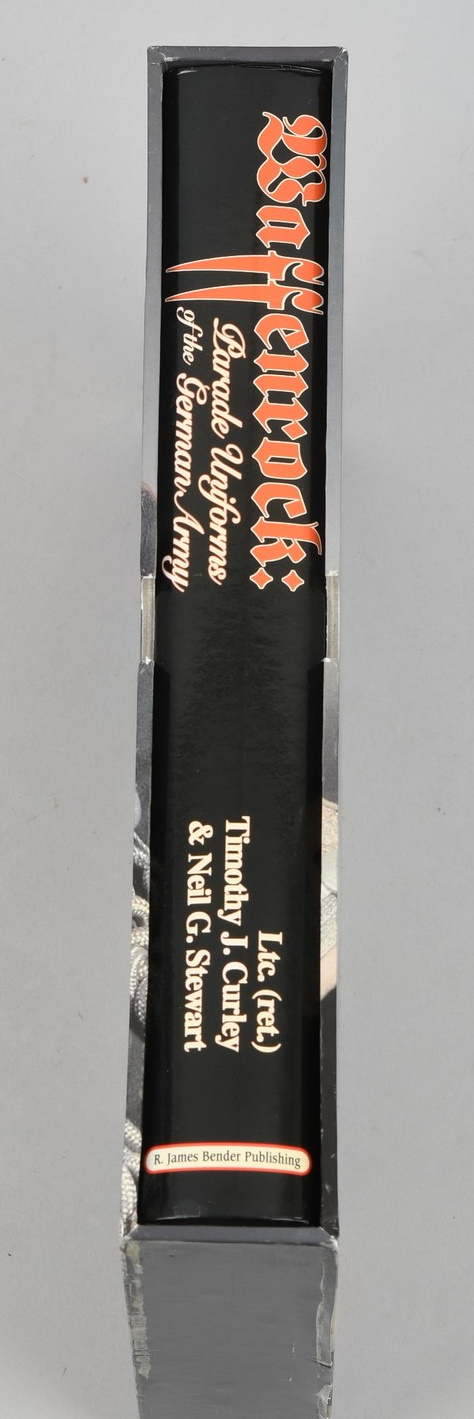 Waffenrock:
Parade Uniforms
of the German Army
Ltc. (ret.)
Timothy J. Curley
& Neil G. Stewart
R. James Bender Publishing